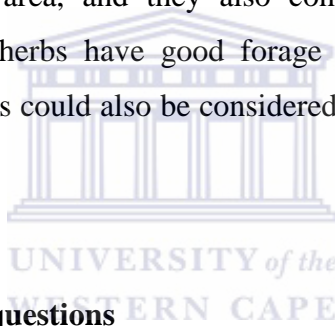 area, and they also con
herbs have good forage
s could also be considered
UNIVERSITY of the
WESTERN CAPE
questions